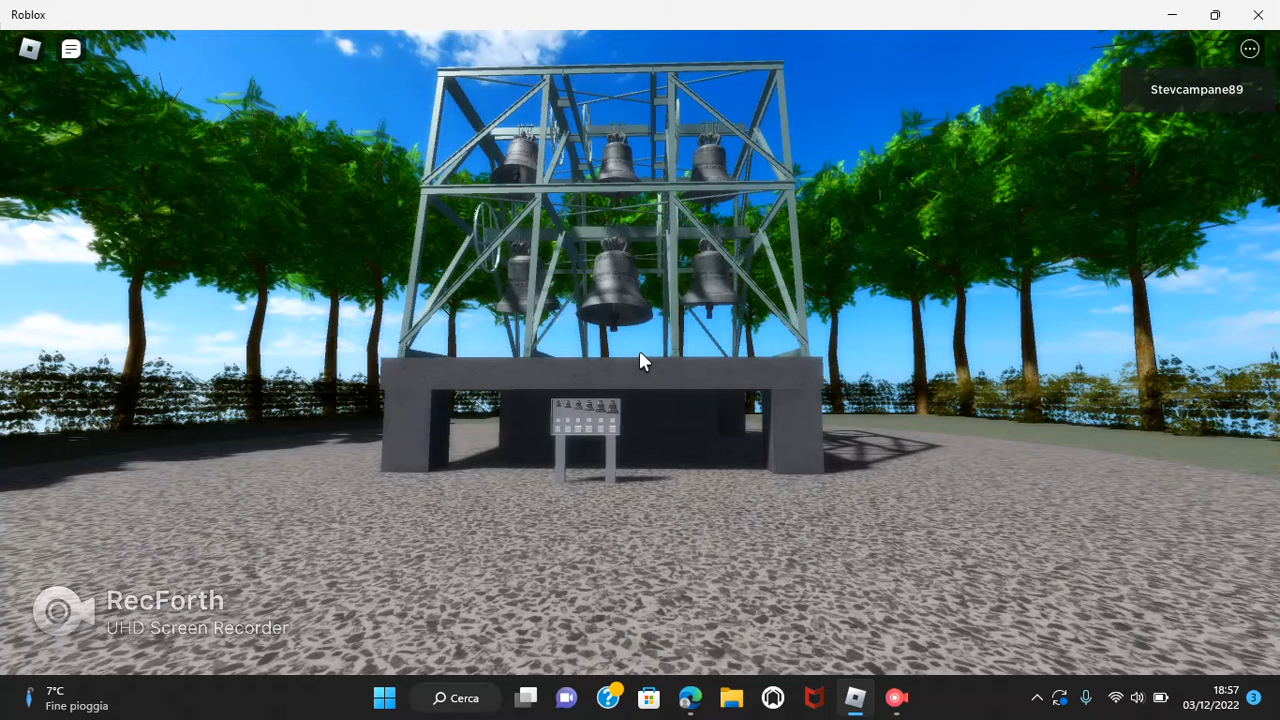 Roblox
Stevcampane89
RecForth
UHD Screen Recorder
7°C
Fine pioggia
Cerca
18:57
03/12/2022
3